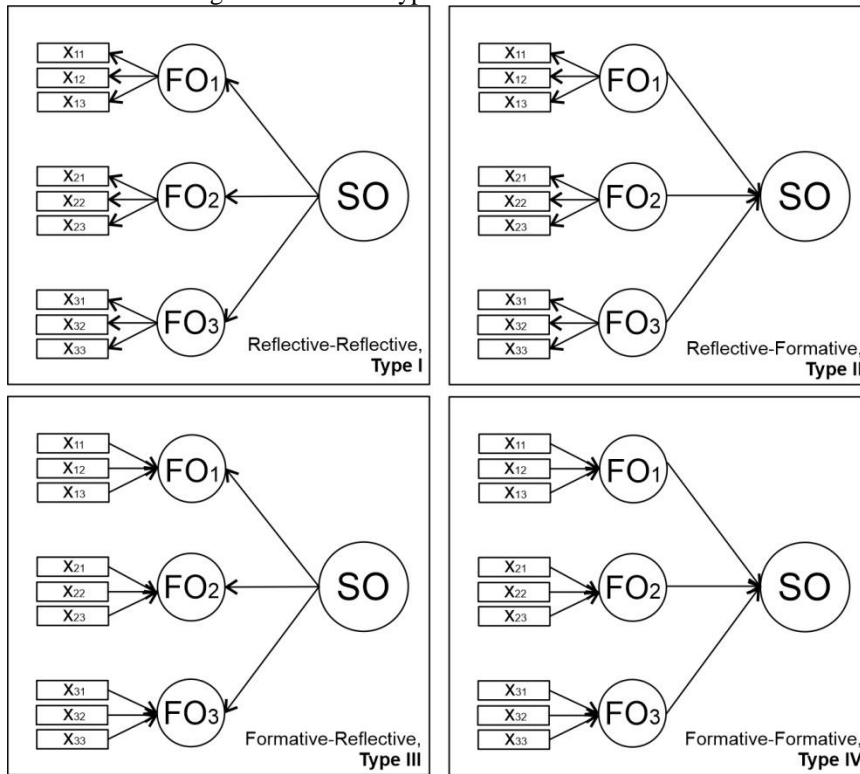 X11
X12
X13
FO1
X21
X22
X23
FO2
SO
X31
X32
X33
FO3
Reflective-Reflective,
Type I
X11
X12
X13
FO1
X21
X22
X23
FO2
SO
X31
X32
X33
FO3
Reflective-Formative,
Type II
X11
X12
X13
FO1
X21
X22
X23
FO2
SO
X31
X32
X33
FO3
Formative-Reflective,
Type III
X11
X12
X13
FO1
X21
X22
X23
FO2
SO
X31
X32
X33
FO3
Formative-Formative,
Type IV